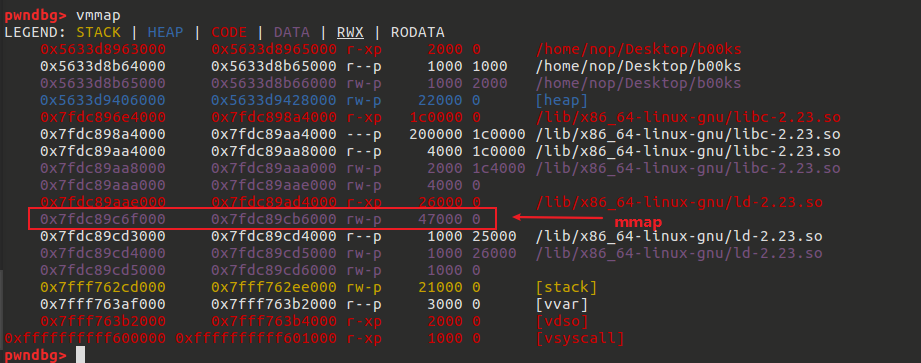 pwndbg> vmmap
LEGEND: STACK | HEAP | CODE | DATA | RWX | RODATA
0x5633d8963000 0x5633d8965000 r-xp 2000 0 /home/nop/Desktop/b00ks
0x5633d8b64000 0x5633d8b65000 r--p 1000 1000 /home/nop/Desktop/b00ks
0x5633d8b65000 0x5633d8b66000 rw-p 1000 2000 /home/nop/Desktop/b00ks
0x5633d9406000 0x5633d9428000 rw-p 22000 0 [heap]
0x7fdc896e4000 0x7fdc898a4000 r-xp 1c0000 0 /lib/x86_64-linux-gnu/libc-2.23.so
0x7fdc898a4000 0x7fdc89aa4000 ---p 200000 1c0000 /lib/x86_64-linux-gnu/libc-2.23.so
0x7fdc89aa4000 0x7fdc89aa8000 r--p 4000 1c0000 /lib/x86_64-linux-gnu/libc-2.23.so
0x7fdc89aa8000 0x7fdc89aaa000 rw-p 2000 1c4000 /lib/x86_64-linux-gnu/libc-2.23.so
0x7fdc89aaa000 0x7fdc89aae000 rw-p 4000 0
0x7fdc89aae000 0x7fdc89ad4000 r-xp 26000 0 /lib/x86_64-linux-gnu/ld-2.23.so
0x7fdc89c6f000 0x7fdc89cb6000 rw-p 47000 0 mmap
0x7fdc89cd3000 0x7fdc89cd4000 r--p 1000 25000 /lib/x86_64-linux-gnu/ld-2.23.so
0x7fdc89cd4000 0x7fdc89cd5000 rw-p 1000 26000 /lib/x86_64-linux-gnu/ld-2.23.so
0x7fdc89cd5000 0x7fdc89cd6000 rw-p 1000 0
0x7fff762cd000 0x7fff762ee000 rw-p 21000 0 [stack]
0x7fff763af000 0x7fff763b2000 r--p 3000 0 [vvar]
0x7fff763b2000 0x7fff763b4000 r-xp 2000 0 [vdso]
0xffffffffff600000 0xffffffffff601000 r-xp 1000 0 [vsyscall]
pwndbg>